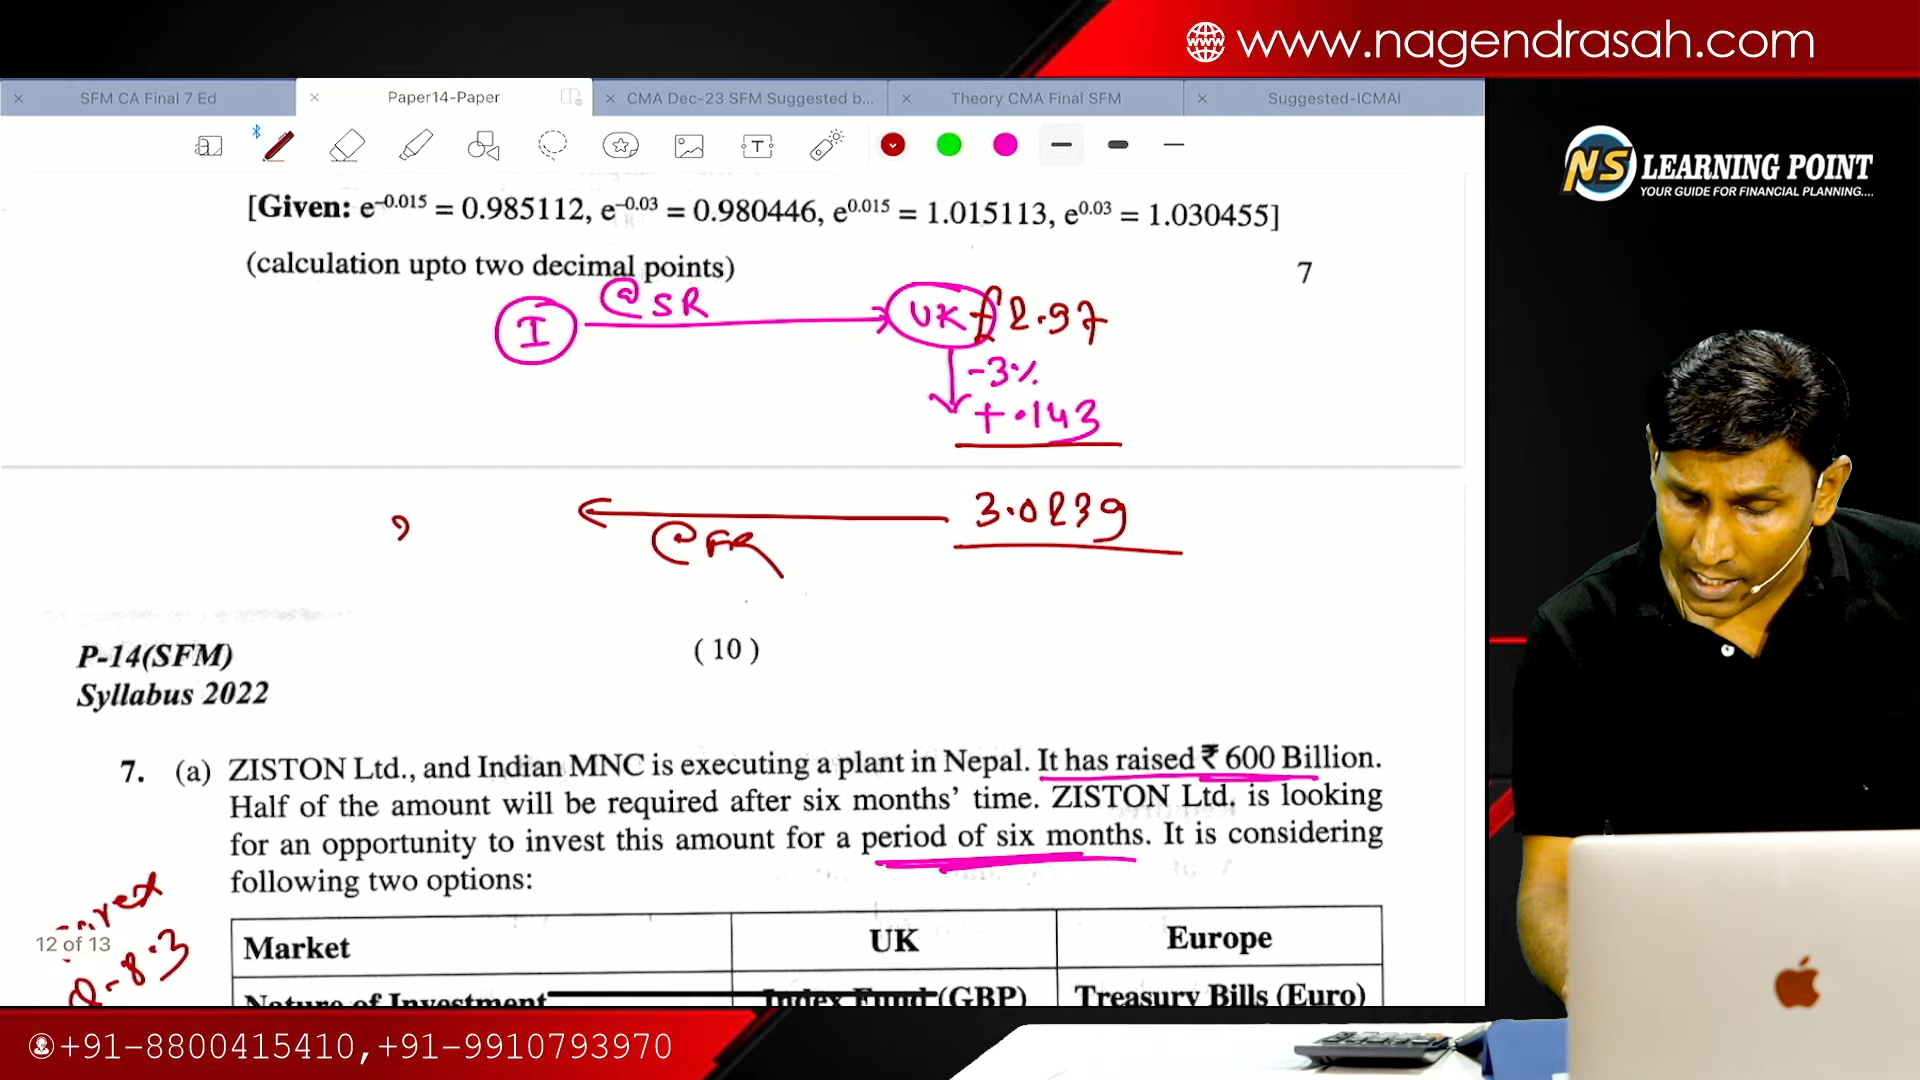 www.nagendrasah.com
SFM CA Final 7 Ed
Paper14-Paper
CMA Dec-23 SFM Suggested b...
Theory CMA Final SFM
Suggested-ICMAI
NS LEARNING POINT
YOUR GUIDE FOR FINANCIAL PLANNING....
[Given: e^-0.015 = 0.985112, e^-0.03 = 0.980446, e^0.015 = 1.015113, e^0.03 = 1.030455]
(calculation upto two decimal points) 7
@SR
I UK £2.97
-3%
+.143
3.0239
@FR
P-14(SFM) (10)
Syllabus 2022
7. (a) ZISTON Ltd., and Indian MNC is executing a plant in Nepal. It has raised ₹ 600 Billion.
Half of the amount will be required after six months' time. ZISTON Ltd. is looking
for an opportunity to invest this amount for a period of six months. It is considering
following two options:
12 of 13
8.3
Market UK Europe
Nature of Investment Index Fund (GBP) Treasury Bills (Euro)
+91-8800415410,+91-9910793970